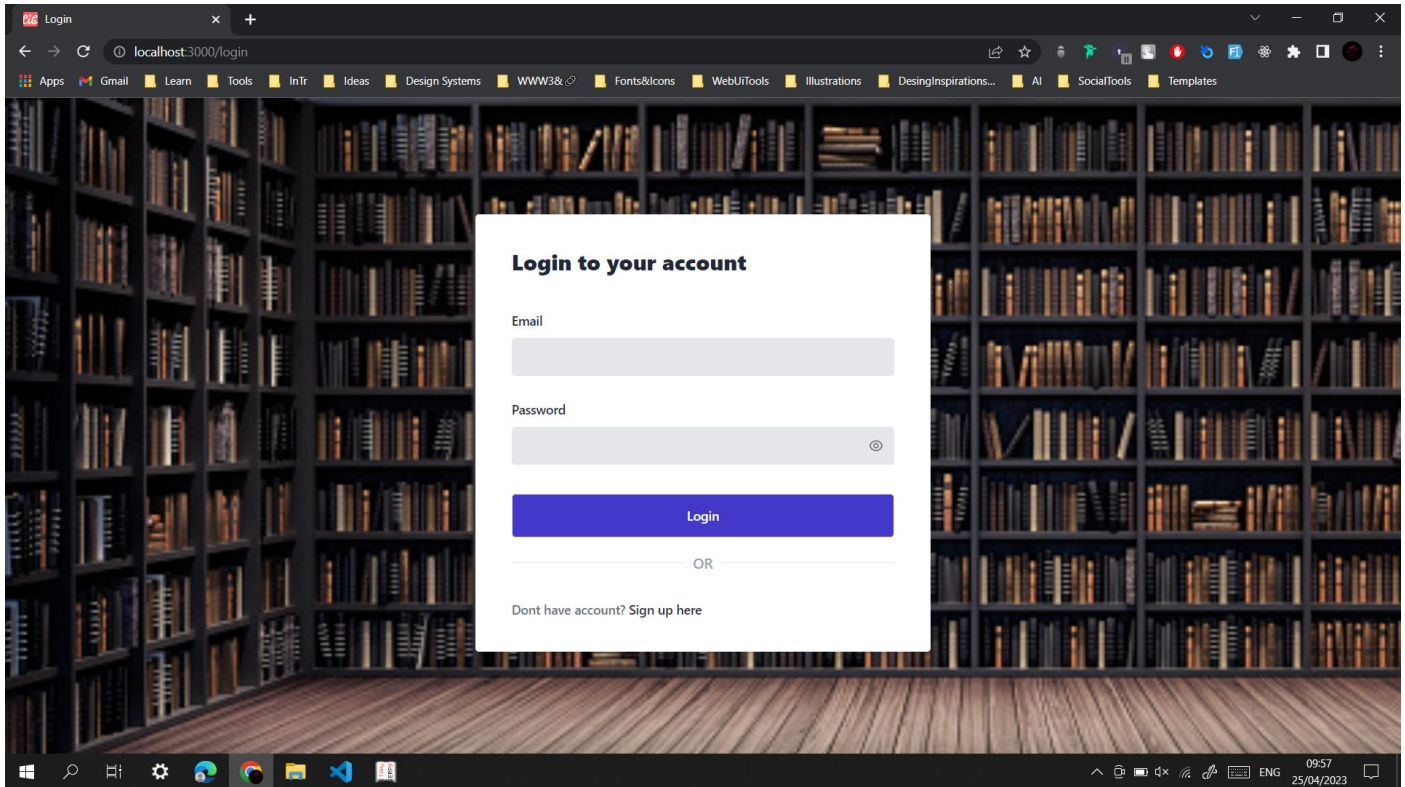 Login
localhost:3000/login
Apps Gmail Learn Tools InTr Ideas Design Systems WWW3& Fonts&Icons WebUiTools Illustrations DesingInspirations... AI SocialTools Templates
Login to your account
Email
Password
Login
OR
Dont have account? Sign up here
ENG
09:57
25/04/2023